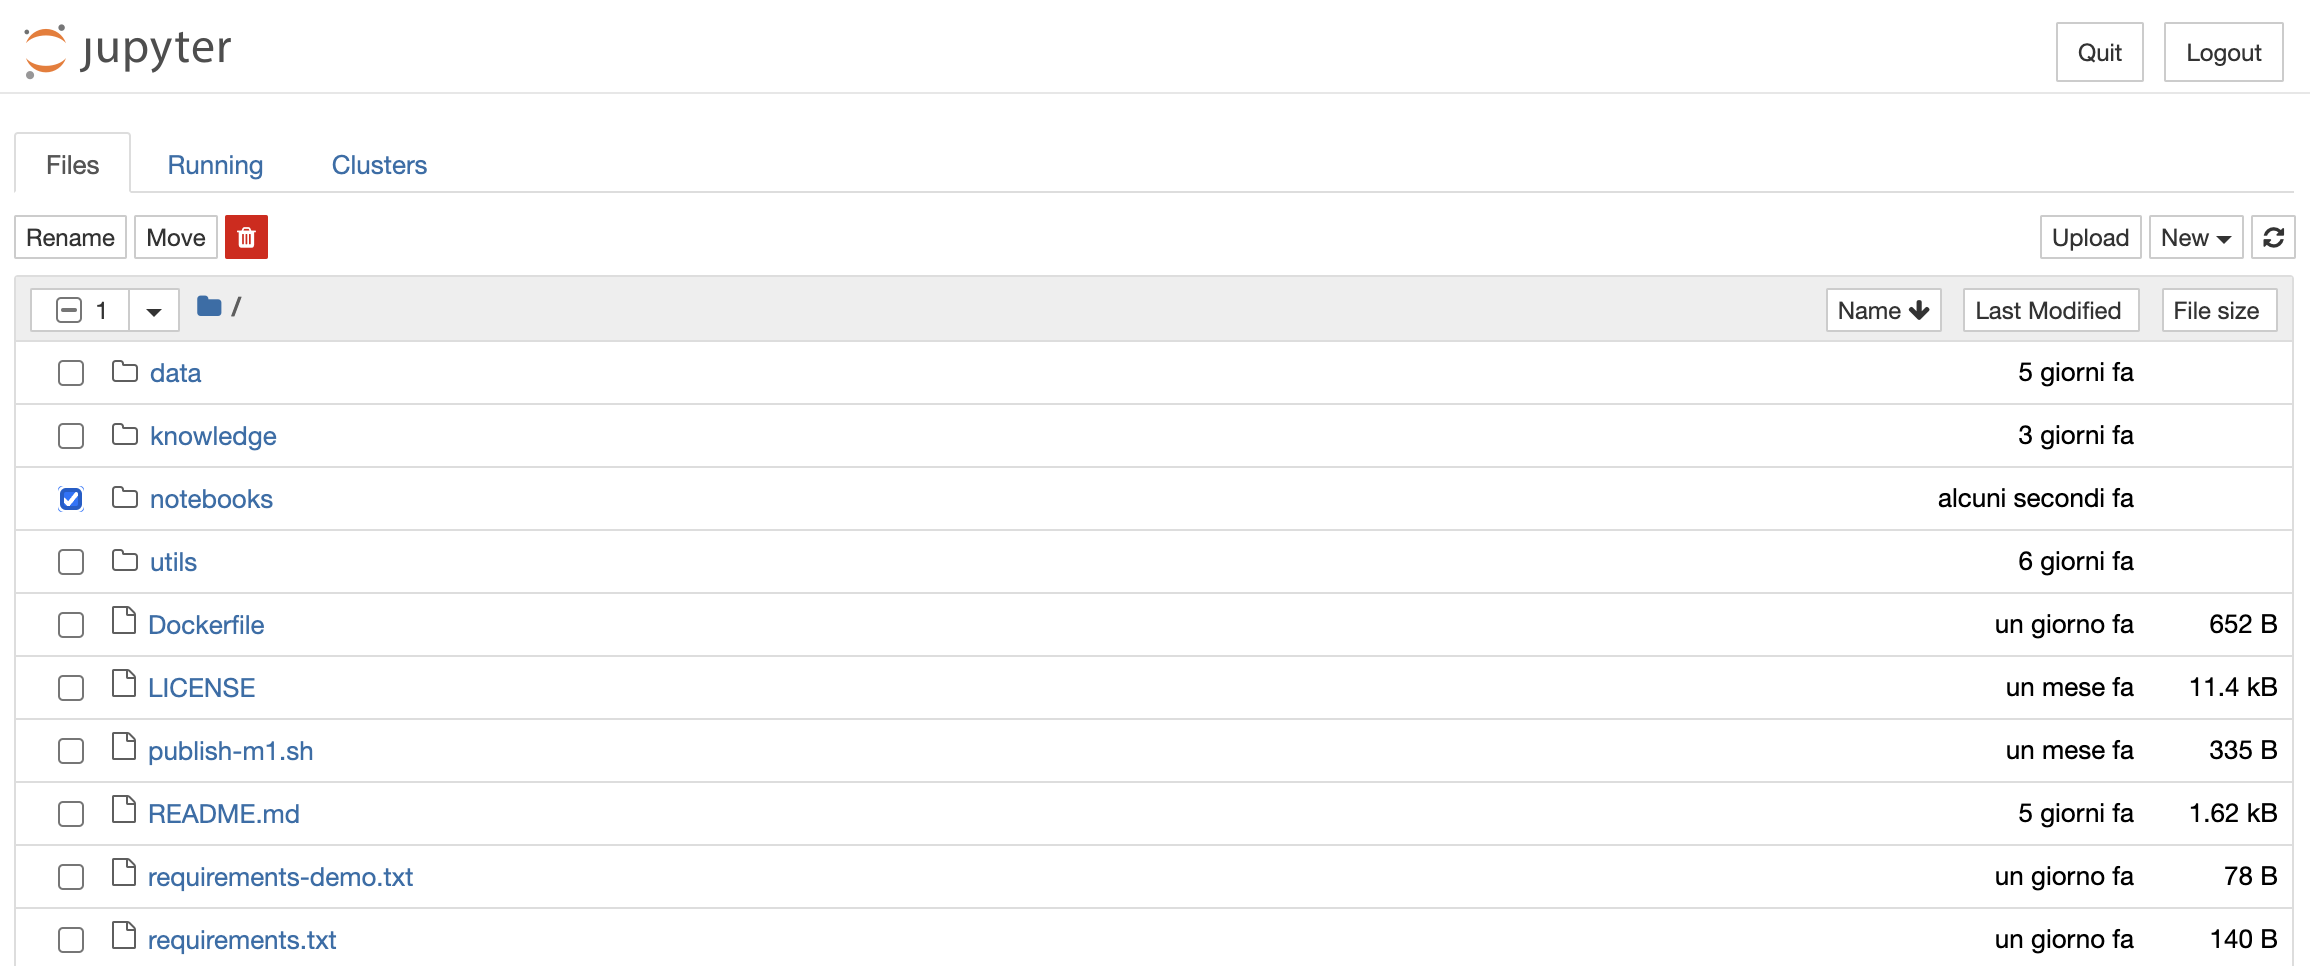 jupyter Quit Logout
Files Running Clusters
Rename Move Upload New
1 / Name Last Modified File size
data 5 giorni fa
knowledge 3 giorni fa
notebooks alcuni secondi fa
utils 6 giorni fa
Dockerfile un giorno fa 652 B
LICENSE un mese fa 11.4 kB
publish-m1.sh un mese fa 335 B
README.md 5 giorni fa 1.62 kB
requirements-demo.txt un giorno fa 78 B
requirements.txt un giorno fa 140 B